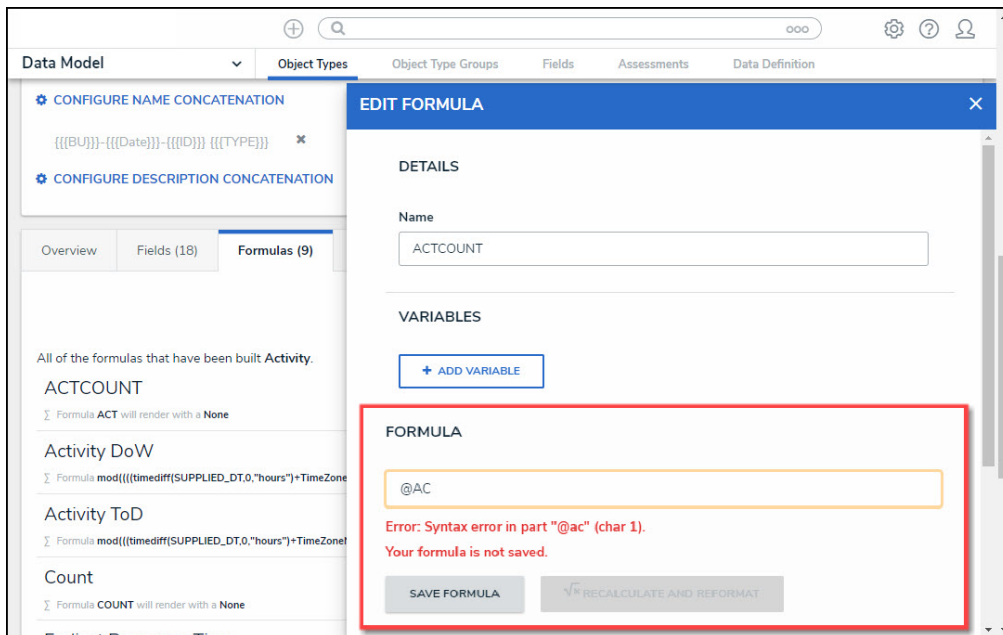 ooo
Data Model
Object Types
Object Type Groups
Fields
Assessments
Data Definition
CONFIGURE NAME CONCATENATION
{{{BU}}}-{{{Date}}}-{{{ID}}} {{{TYPE}}}
CONFIGURE DESCRIPTION CONCATENATION
Overview
Fields (18)
Formulas (9)
All of the formulas that have been built Activity.
ACTCOUNT
∑ Formula ACT will render with a None
Activity DoW
∑ Formula mod((((timediff(SUPPLIED_DT,0,"hours")+TimeZone
Activity ToD
∑ Formula mod(((timediff(SUPPLIED_DT,0,"hours")+TimeZone
Count
∑ Formula COUNT will render with a None
EDIT FORMULA
DETAILS
Name
ACTCOUNT
VARIABLES
+ ADD VARIABLE
FORMULA
@AC
Error: Syntax error in part "@ac" (char 1).
Your formula is not saved.
SAVE FORMULA
√x RECALCULATE AND REFORMAT